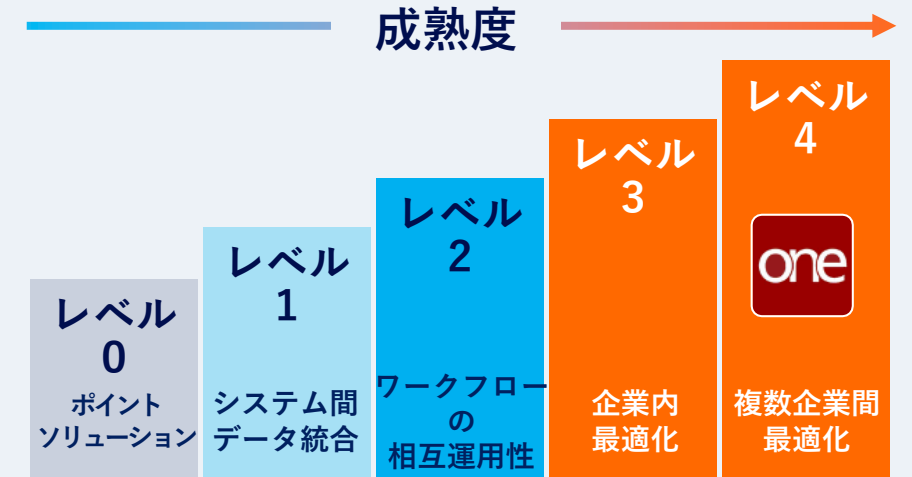 成熟度
レベル
0
ポイント
ソリューション
レベル
1
システム間
データ統合
レベル
2
ワークフロー
の
相互運用性
レベル
3
企業内
最適化
レベル
4
one
複数企業間
最適化